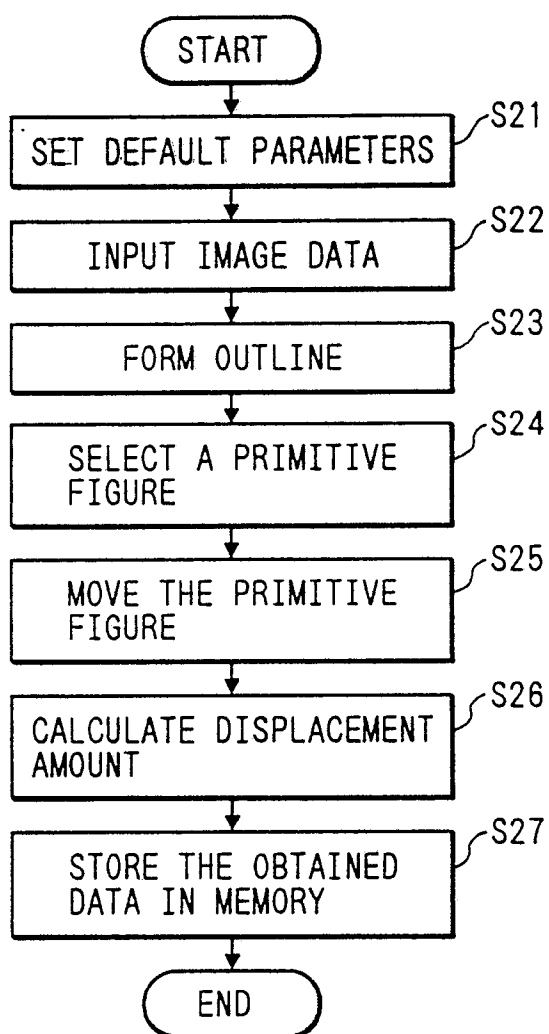 START
S21
SET DEFAULT PARAMETERS
S22
INPUT IMAGE DATA
S23
FORM OUTLINE
S24
SELECT A PRIMITIVE
FIGURE
S25
MOVE THE PRIMITIVE
FIGURE
S26
CALCULATE DISPLACEMENT
AMOUNT
S27
STORE THE OBTAINED
DATA IN MEMORY
END